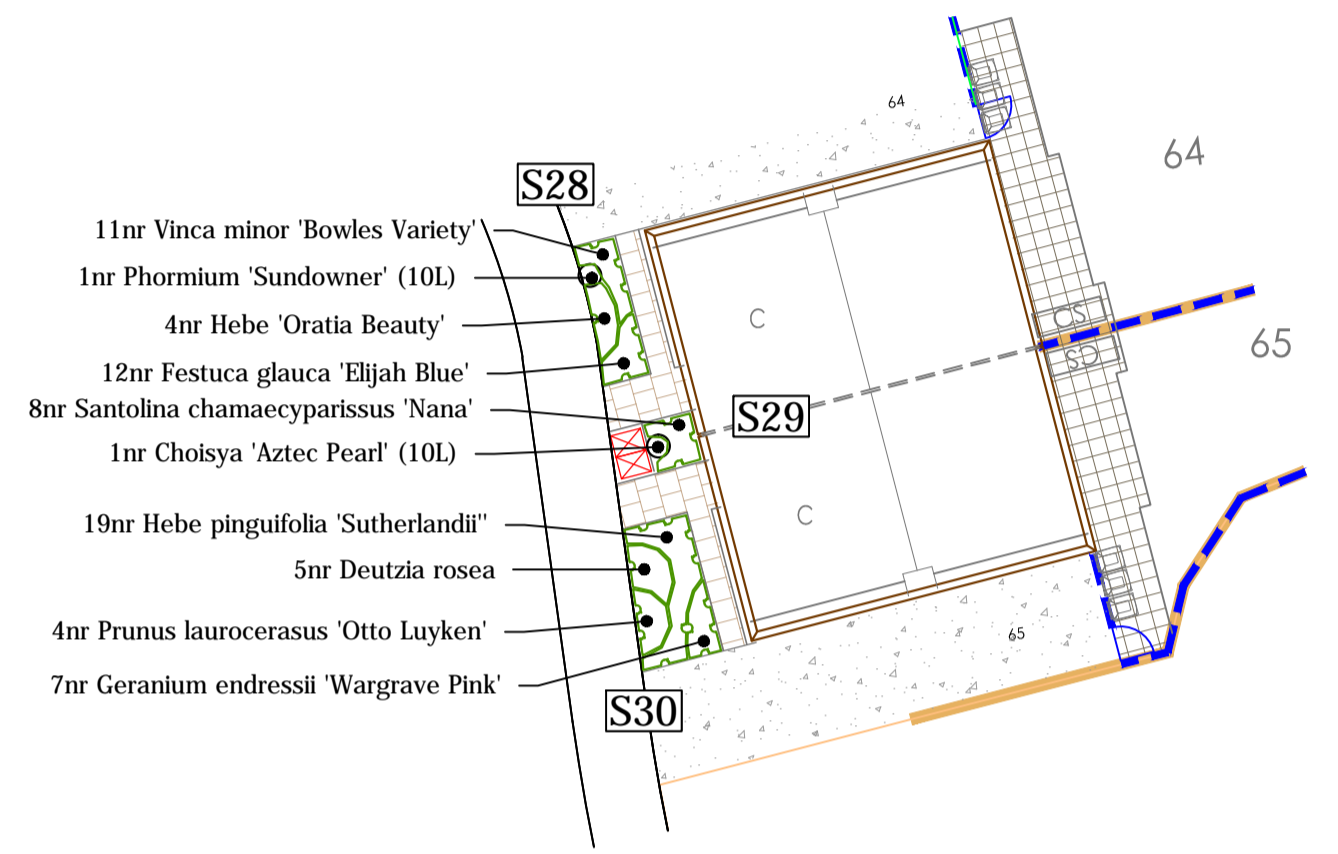 64
64
S28
11nr Vinca minor 'Bowles Variety'
1nr Phormium 'Sundowner' (10L)
4nr Hebe 'Oratia Beauty'
C
CS
65
CS
12nr Festuca glauca 'Elijah Blue'
8nr Santolina chamaecyparissus 'Nana'
S29
1nr Choisya 'Aztec Pearl' (10L)
19nr Hebe pinguifolia 'Sutherlandii''
C
5nr Deutzia rosea
4nr Prunus laurocerasus 'Otto Luyken'
65
7nr Geranium endressii 'Wargrave Pink'
S30